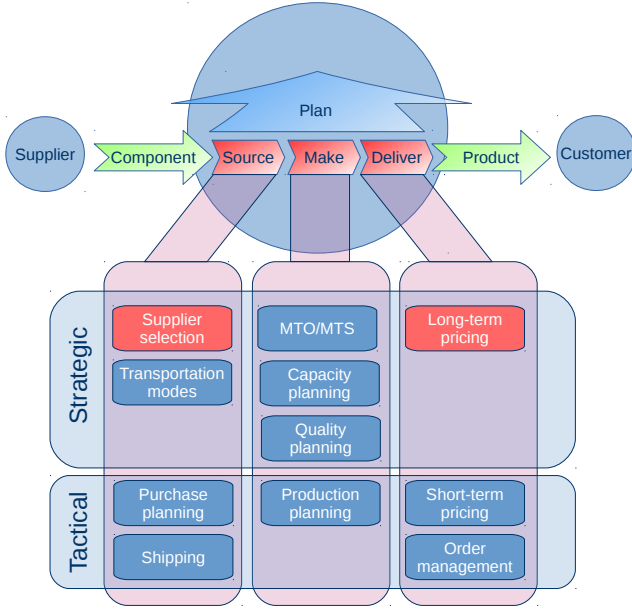 Plan
Supplier
Component
Source
Make
Deliver
Product
Customer
Strategic
Supplier
selection
MTO/MTS
Long-term
pricing
Transportation
modes
Capacity
planning
Quality
planning
Tactical
Purchase
planning
Production
planning
Short-term
pricing
Shipping
Order
management